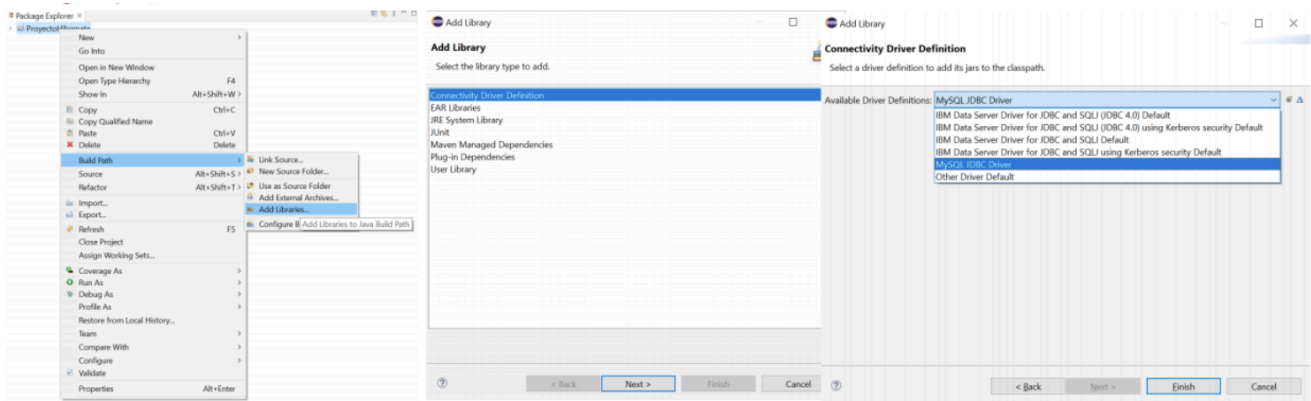 Package Explorer ×
New
Go Into
Open in New Window
Open Type Hierarchy F4
Show In Alt+Shift+W >
Copy Ctrl+C
Copy Qualified Name
Paste Ctrl+V
Delete Delete
Build Path
Source Alt+Shift+S >
Refactor Alt+Shift+T >
Import...
Export...
Refresh F5
Close Project
Assign Working Sets...
Coverage As
Run As
Debug As
Profile As
Restore from Local History...
Team
Compare With
Configure
Validate
Properties Alt+Enter
Link Source...
New Source Folder...
Use as Source Folder
Add External Archives...
Add Libraries...
Configure B
Add Libraries to Java Build Path
Add Library
Add Library
Select the library type to add.
Connectivity Driver Definition
EAR Libraries
JRE System Library
JUnit
Maven Managed Dependencies
Plug-in Dependencies
User Library
< Back Next > Finish Cancel
Add Library
Connectivity Driver Definition
Select a driver definition to add its jars to the classpath.
Available Driver Definitions: MySQL JDBC Driver
IBM Data Server Driver for JDBC and SQLJ (JDBC 4.0) Default
IBM Data Server Driver for JDBC and SQLJ (JDBC 4.0) using Kerberos security Default
IBM Data Server Driver for JDBC and SQLJ Default
IBM Data Server Driver for JDBC and SQLJ using Kerberos security Default
MySQL JDBC Driver
Other Driver Default
< Back Next > Finish Cancel